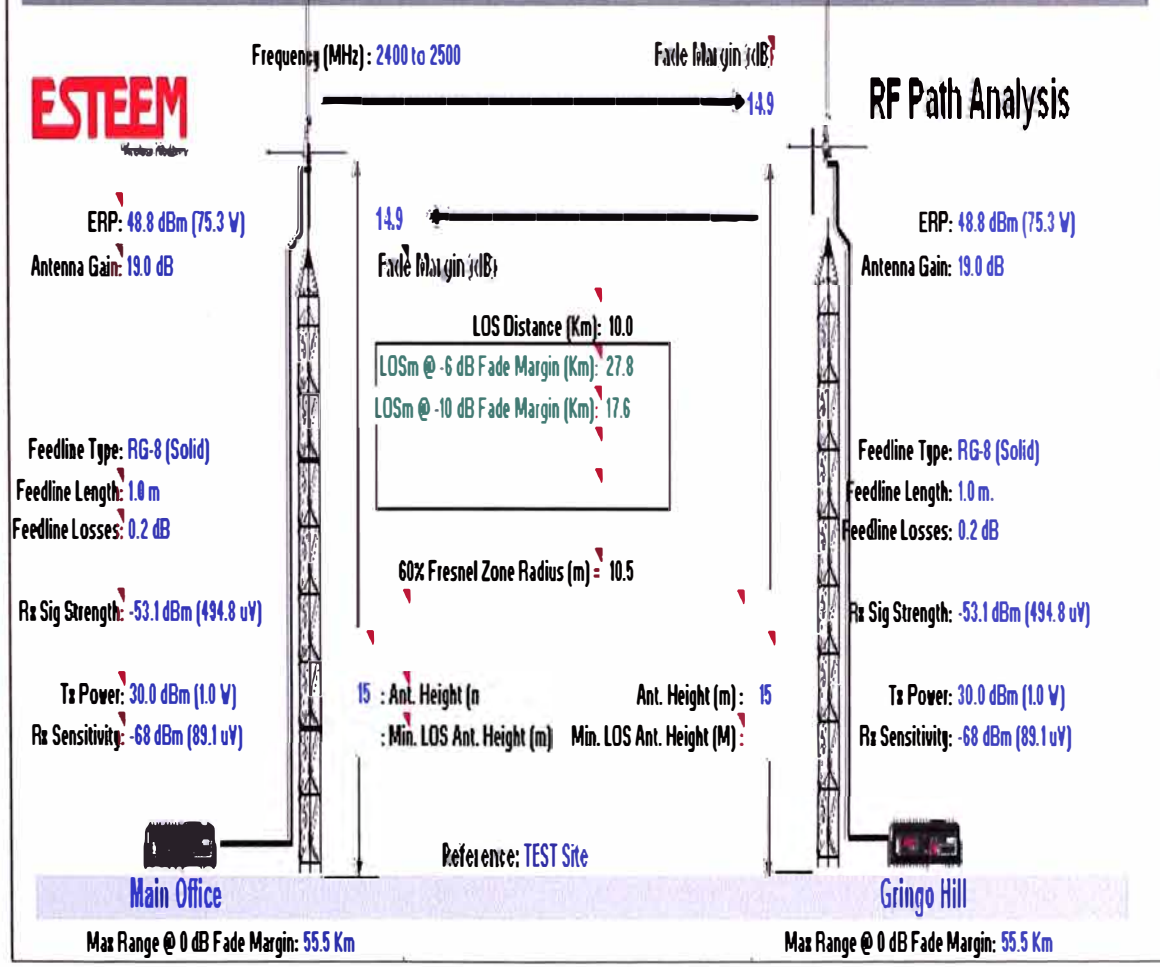 Frequency (MHz) : 2400 to 2500
Fade Margin (dB)
ESTEEM
RF Path Analysis
14.9
ERP: 48.8 dBm (75.3 W)
14.9
ERP: 48.8 dBm (75.3 W)
Antenna Gain: 19.0 dB
Fade Margin (dB)
Antenna Gain: 19.0 dB
LOS Distance (Km): 10.0
LOSm @ -6 dB Fade Margin (Km): 27.8
LOSm @ -10 dB Fade Margin (Km): 17.6
Feedline Type: RG-8 (Solid)
Feedline Type: RG-8 (Solid)
Feedline Length: 1.0 m
Feedline Length: 1.0 m.
Feedline Losses: 0.2 dB
Feedline Losses: 0.2 dB
60% Fresnel Zone Radius (m) = 10.5
Rx Sig Strength: -53.1 dBm (494.8 uV)
Rx Sig Strength: -53.1 dBm (494.8 uV)
Tx Power: 30.0 dBm (1.0 W)
15 : Ant. Height (n
Ant. Height (m) : 15
Tx Power: 30.0 dBm (1.0 W)
Rx Sensitivity: -68 dBm (89.1 uV)
: Min. LOS Ant. Height (m)
Min. LOS Ant. Height (M) :
Rx Sensitivity: -68 dBm (89.1 uV)
Reference: TEST Site
Main Office
Gringo Hill
Max Range @ 0 dB Fade Margin: 55.5 Km
Max Range @ 0 dB Fade Margin: 55.5 Km